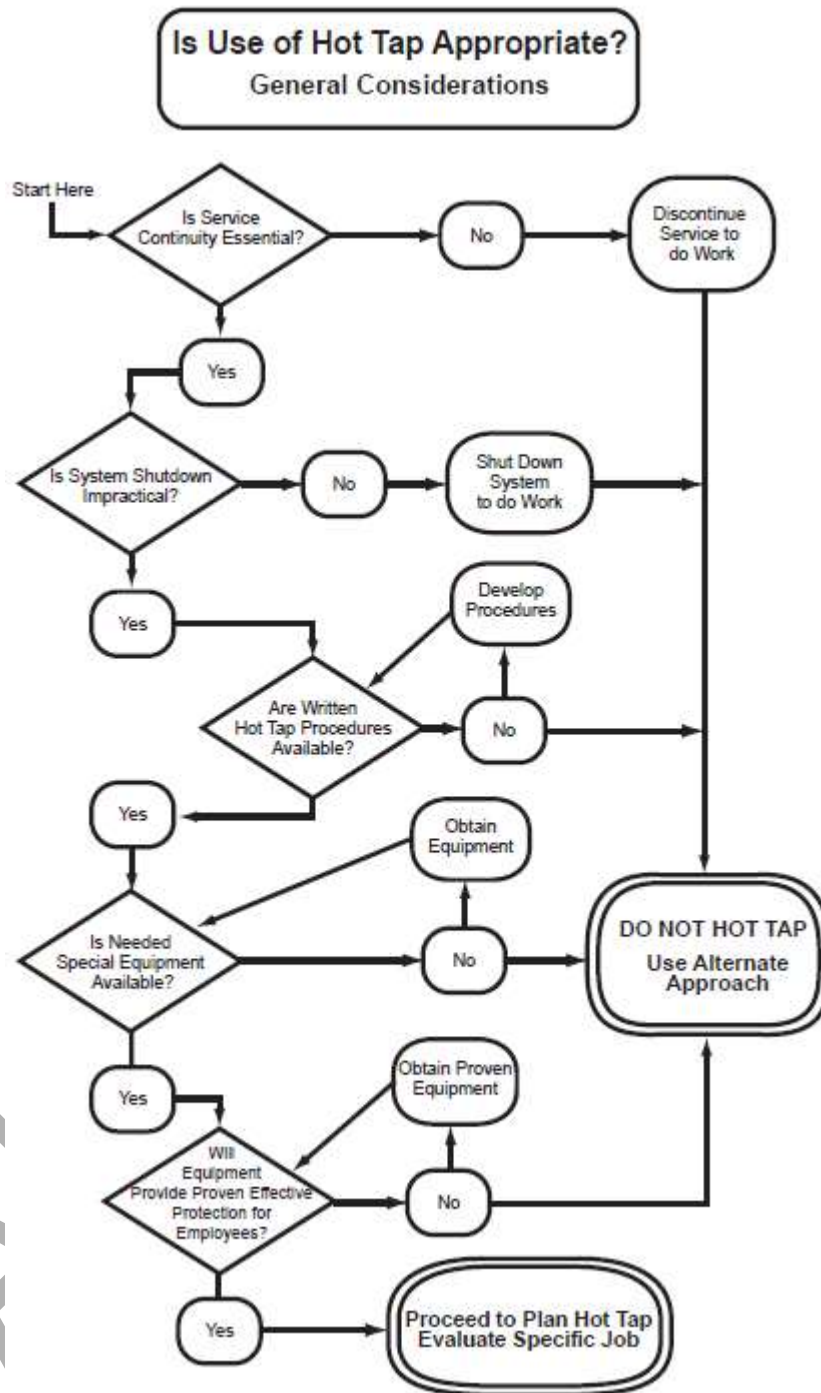 Is Use of Hot Tap Appropriate?
General Considerations
Start Here
Is Service
Continuity Essential?
No
Discontinue
Service to
do Work
Yes
Is System Shutdown
Impractical?
No
Shut Down
System
to do Work
Yes
Develop
Procedures
Are Written
Hot Tap Procedures
Available?
No
Yes
Obtain
Equipment
Is Needed
Special Equipment
Available?
No
DO NOT HOT TAP
Use Alternate
Approach
Yes
Obtain Proven
Equipment
Will
Equipment
Provide Proven Effective
Protection for
Employees?
No
Yes
Proceed to Plan Hot Tap
Evaluate Specific Job